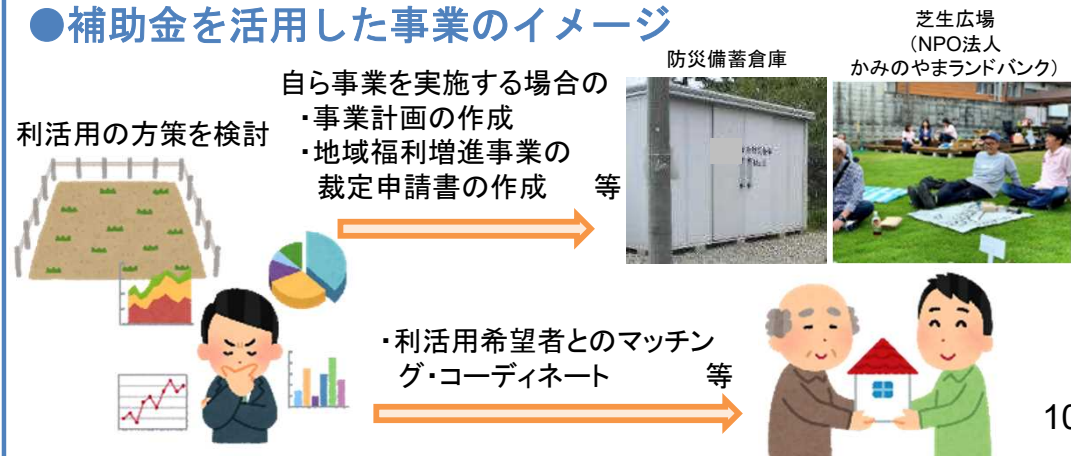 ●補助金を活用した事業のイメージ
芝生広場
（NPO法人
かみのやまランドバンク）
防災備蓄倉庫
自ら事業を実施する場合の
・事業計画の作成
・地域福利増進事業の
裁定申請書の作成　等
利活用の方策を検討
・利活用希望者とのマッチン
グ・コーディネート　等
10